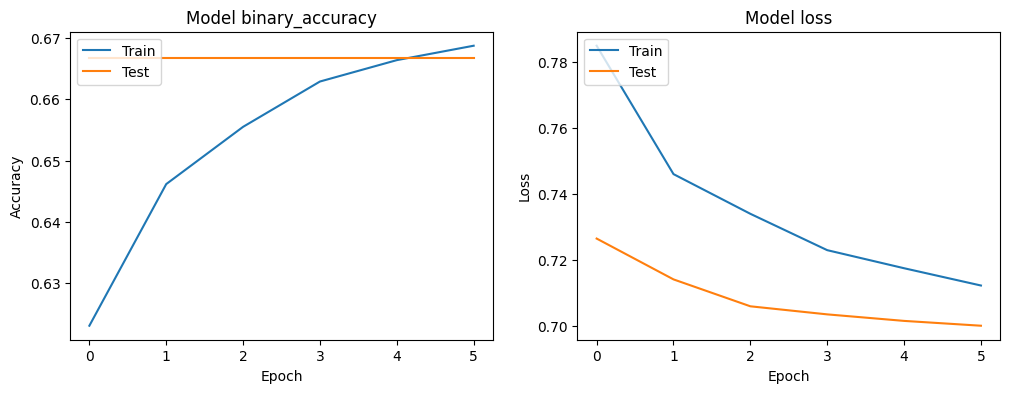 Model binary_accuracy
0.67
0.66
0.65
0.64
0.63
Accuracy
Train
Test
0 1 2 3 4 5
Epoch
Model loss
0.78
0.76
0.74
0.72
0.70
Loss
Train
Test
0 1 2 3 4 5
Epoch